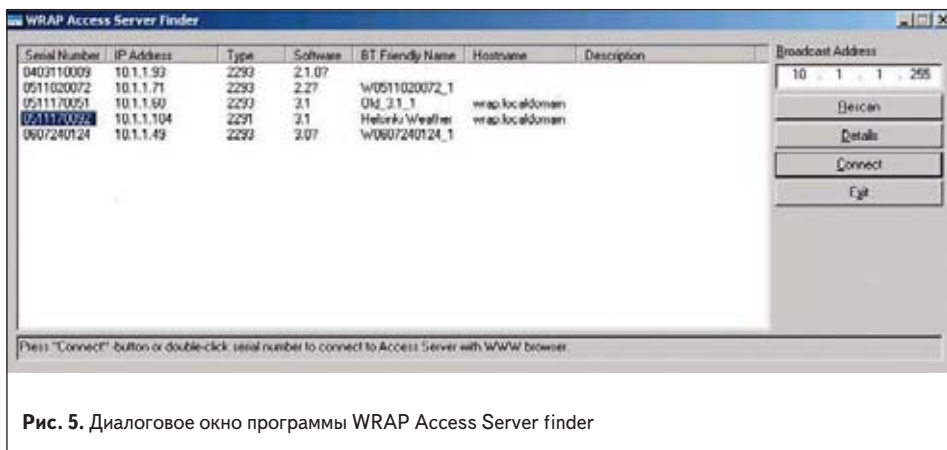 WRAP Access Server Finder
Serial Number IP Address Type Software BT Friendly Name Hostname Description
0403110009 10.1.1.93 2293 2.1.0?
0511020072 10.1.1.71 2293 2.2? W0511020072_1
0511170051 10.1.1.60 2293 3.1 Old_3.1_1 wrap.localdomain
0511170092 10.1.1.104 2291 3.1 Helsinki Weather wrap.localdomain
0607240124 10.1.1.49 2293 3.0? W0607240124_1
Broadcast Address
10 . 1 . 1 . 255
Rescan
Details
Connect
Exit
Press "Connect" -button or double-click serial number to connect to Access Server with WWW browser.
Рис. 5. Диалоговое окно программы WRAP Access Server finder